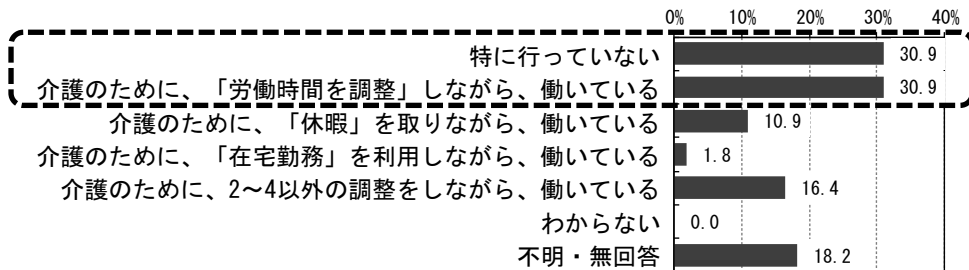 0% 10% 20% 30% 40%
特に行っていない 30.9
介護のために、「労働時間を調整」しながら、働いている 30.9
介護のために、「休暇」を取りながら、働いている 10.9
介護のために、「在宅勤務」を利用しながら、働いている 1.8
介護のために、2～4以外の調整をしながら、働いている 16.4
わからない 0.0
不明・無回答 18.2